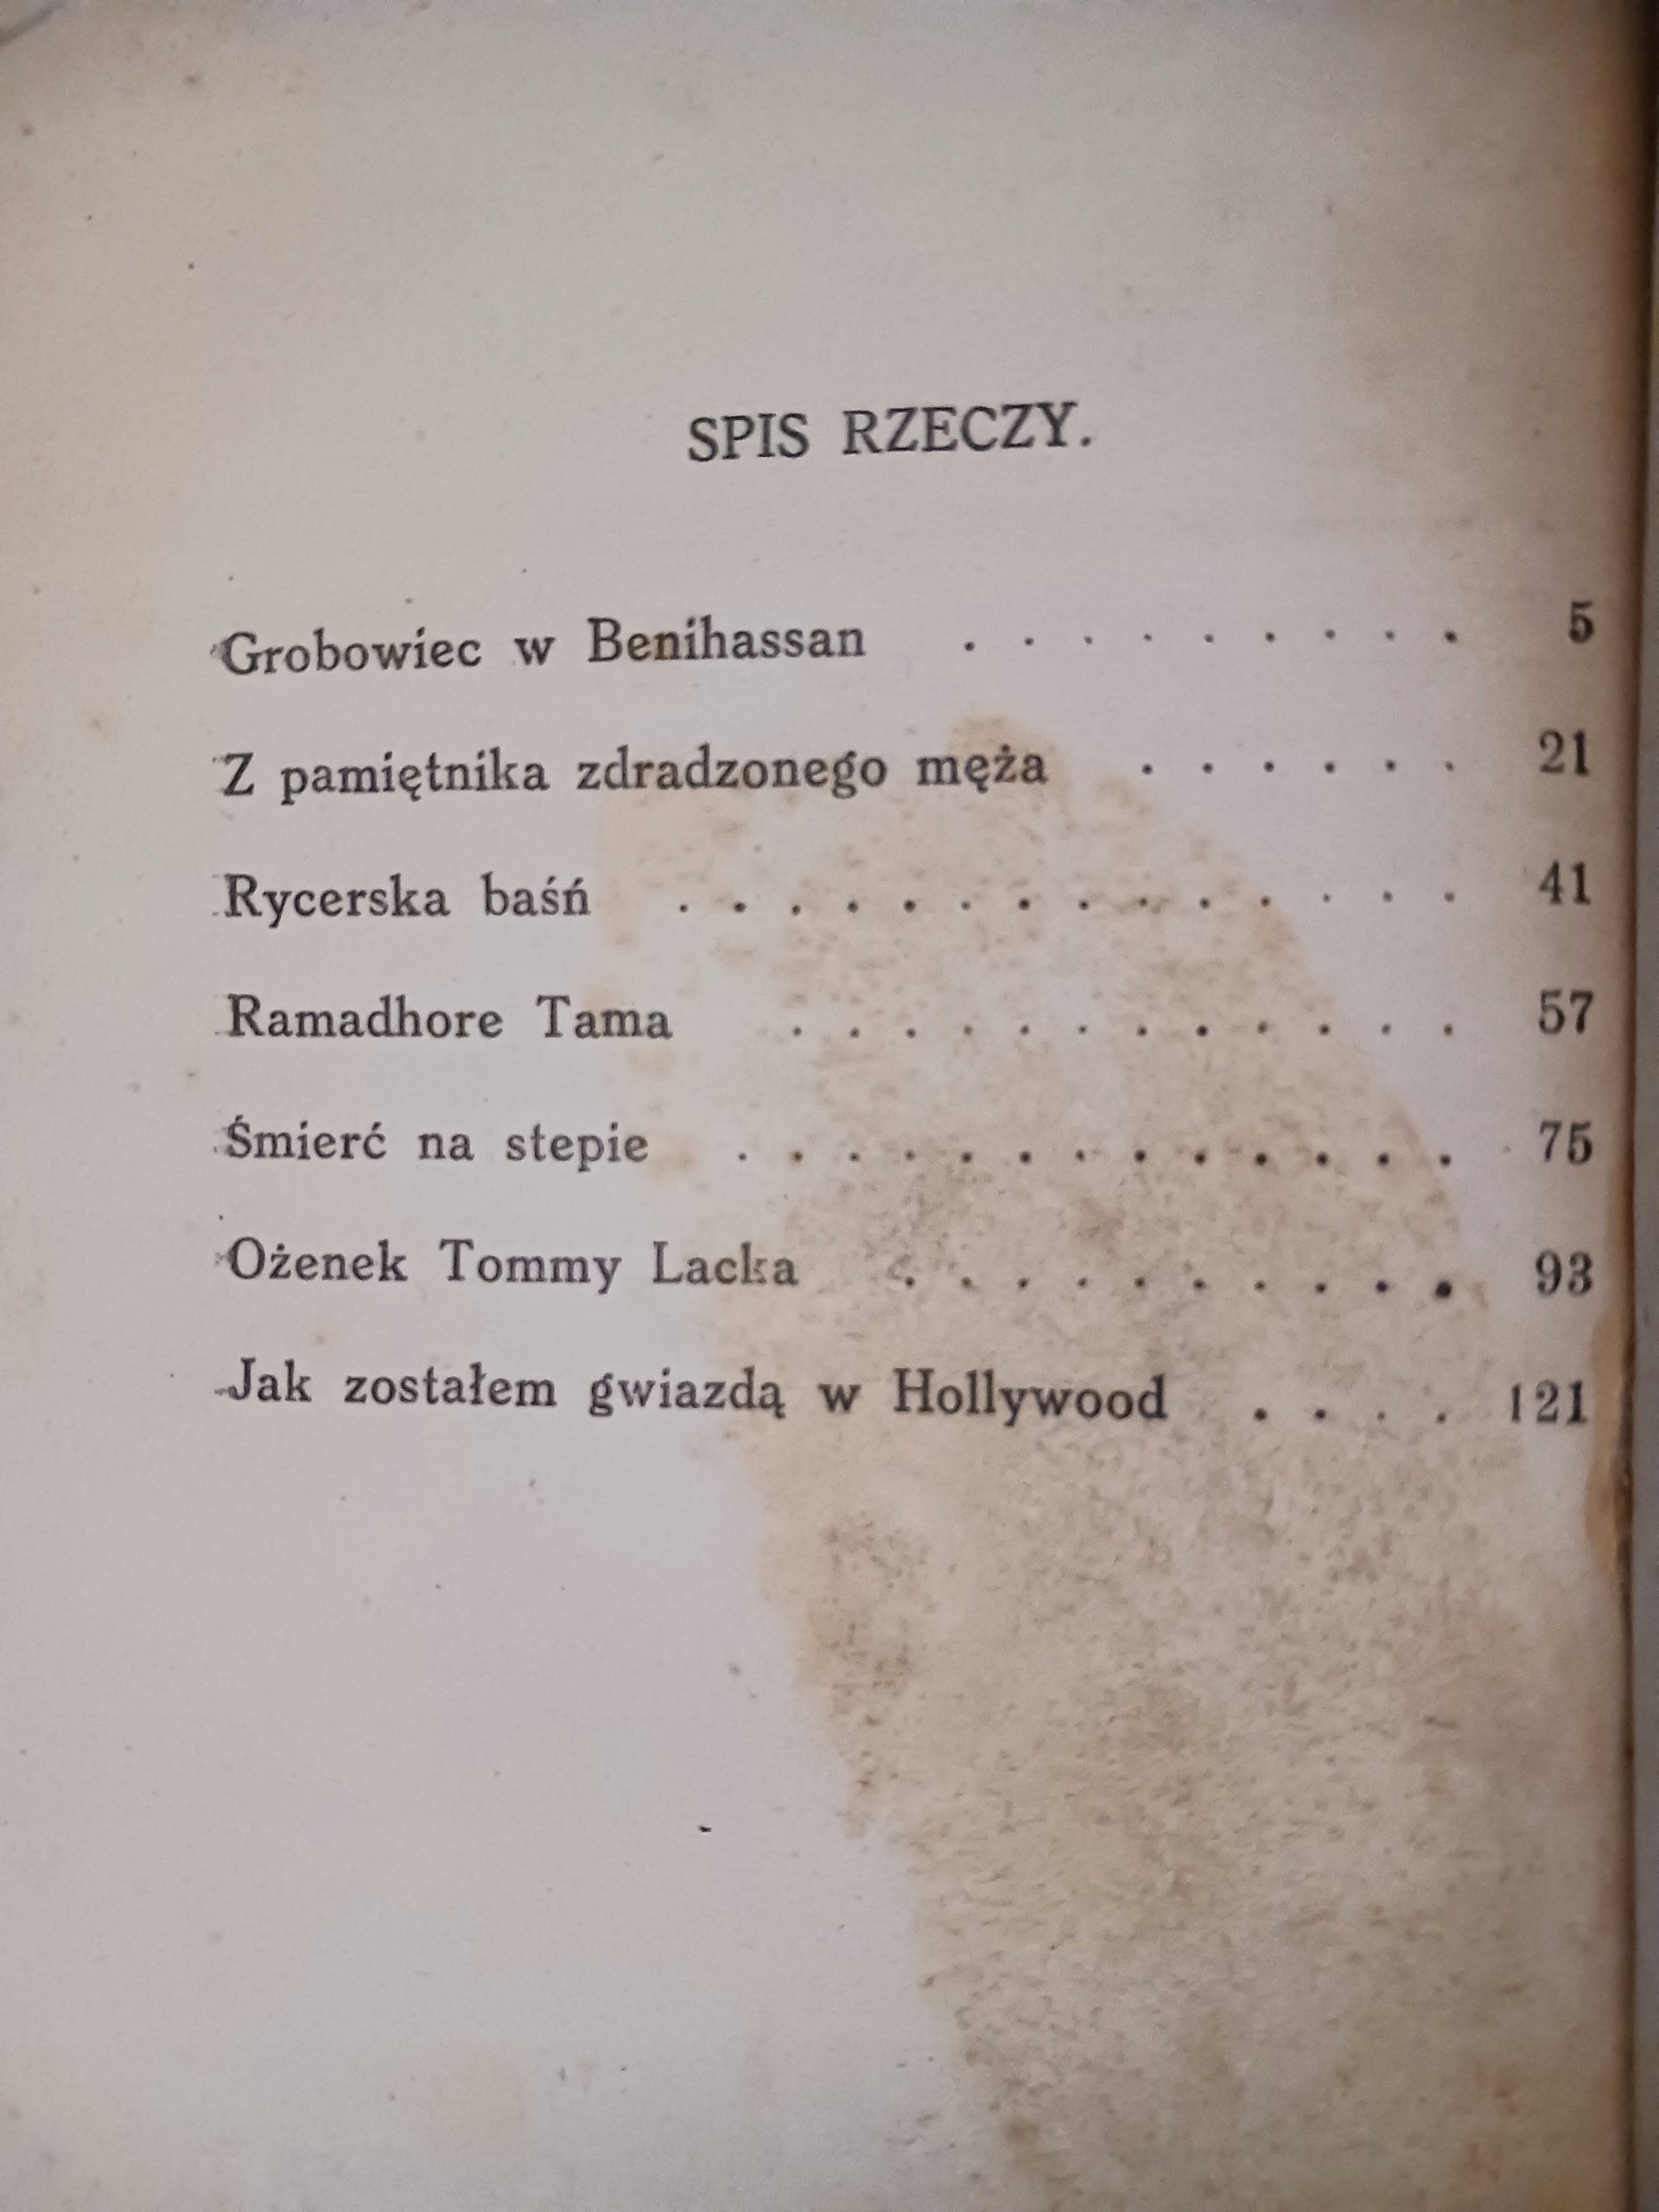 SPIS RZECZY.
Grobowiec w Benihassan . . . . . . . . . 5
Z pamiętnika zdradzonego męża . . . . . . 21
Rycerska baśń . . . . . . . . . . . . . . 41
Ramadhore Tama . . . . . . . . . . . . 57
Śmierć na stepie . . . . . . . . . . . . . 75
Ożenek Tommy Lacka . . . . . . . . . . 93
Jak zostałem gwiazdą w Hollywood . . . . 121